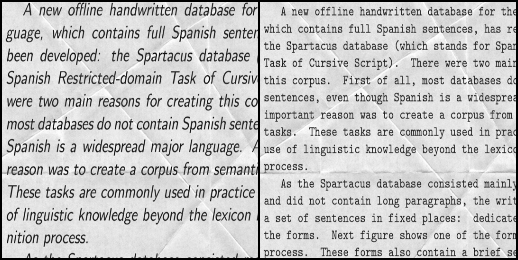 A new offline handwritten database for
guage, which contains full Spanish senten
been developed: the Spartacus database
Spanish Restricted-domain Task of Cursiv
were two main reasons for creating this co
most databases do not contain Spanish sente
Spanish is a widespread major language. A
reason was to create a corpus from semanti
These tasks are commonly used in practice
of linguistic knowledge beyond the lexicon
nition process.
As the Spartacus database consisted
A new offline handwritten database for the
which contains full Spanish sentences, has re
the Spartacus database (which stands for Span
Task of Cursive Script). There were two main
this corpus. First of all, most databases do
sentences, even though Spanish is a widesprea
important reason was to create a corpus from
tasks. These tasks are commonly used in prac
use of linguistic knowledge beyond the lexico
process.
As the Spartacus database consisted mainly
and did not contain long paragraphs, the writ
a set of sentences in fixed places: dedicate
the forms. Next figure shows one of the form
process. These forms also contain a brief se